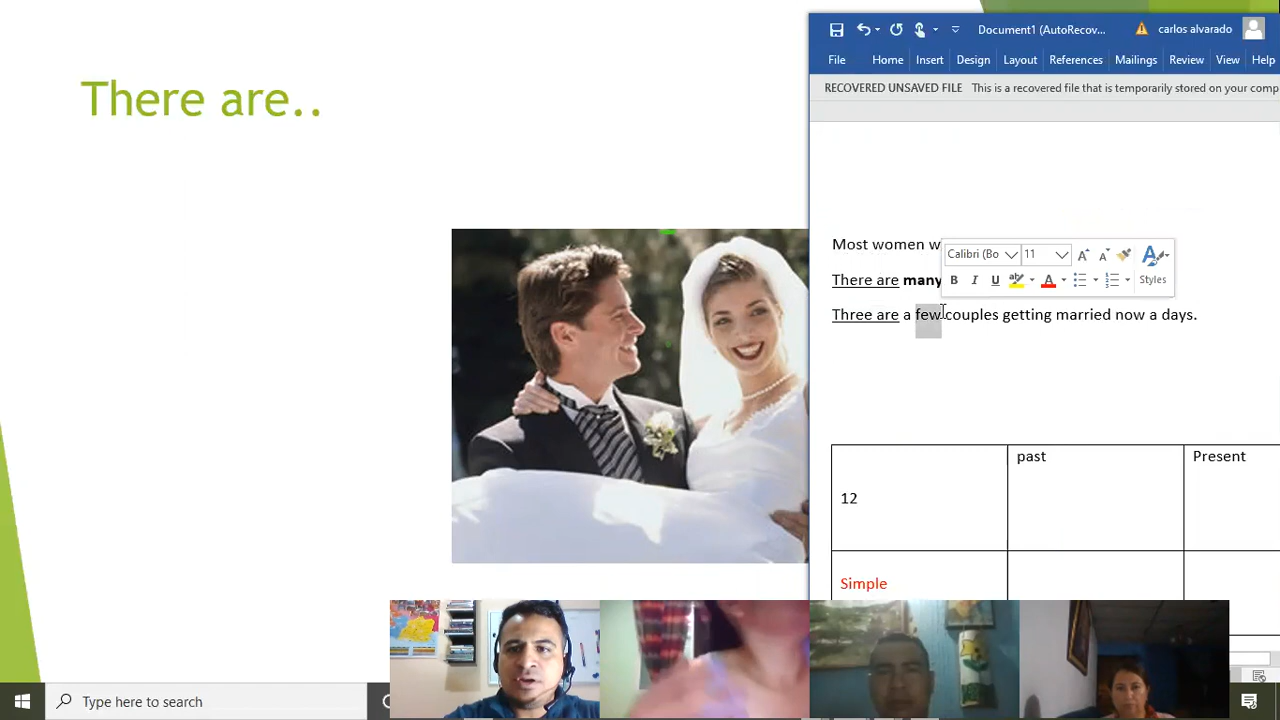 There are..
Document1 (AutoRecov...
carlos alvarado
File Home Insert Design Layout References Mailings Review View Help
RECOVERED UNSAVED FILE This is a recovered file that is temporarily stored on your comp
Most women w
Calibri (Bo 11
There are many
B I U ab A Styles
Three are a few couples getting married now a days.
12 past Present
Simple
Type here to search